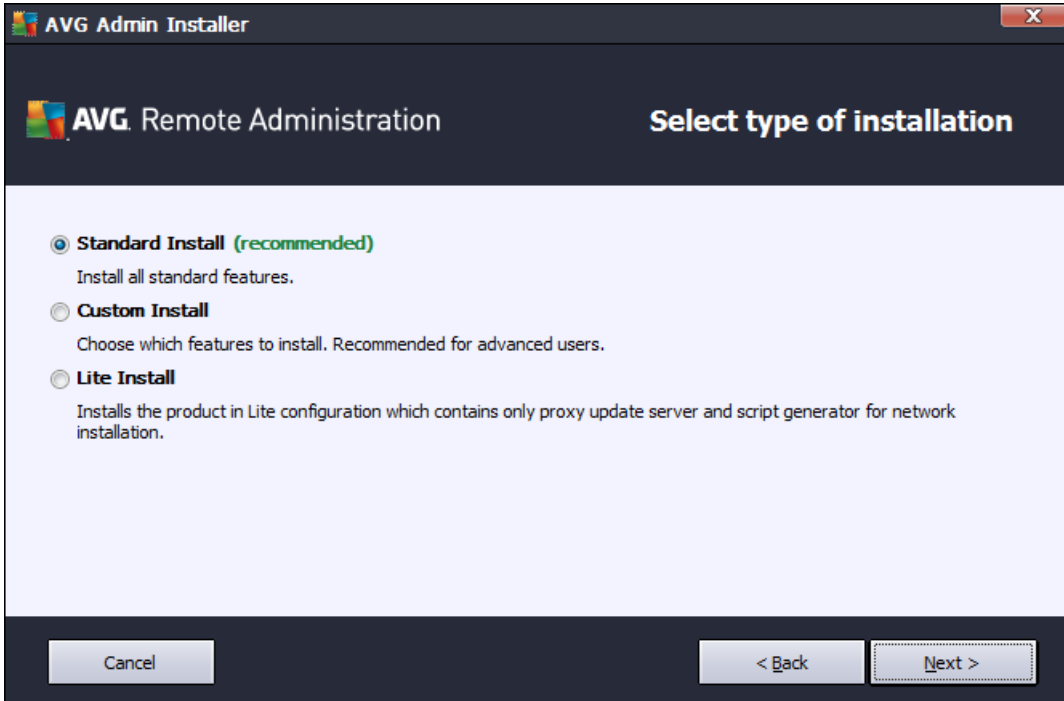 AVG Admin Installer
X
AVG. Remote Administration
Select type of installation
Standard Install (recommended)
Install all standard features.
Custom Install
Choose which features to install. Recommended for advanced users.
Lite Install
Installs the product in Lite configuration which contains only proxy update server and script generator for network
installation.
Cancel
< Back
Next >